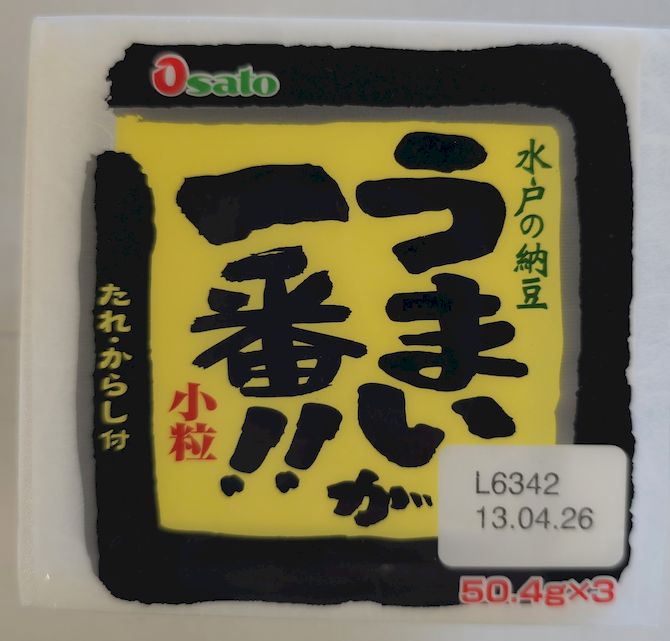 Osato
水戸の納豆
うまいが
一番!!
小粒
たれ・からし付
L6342
13.04.26
50.4g×3